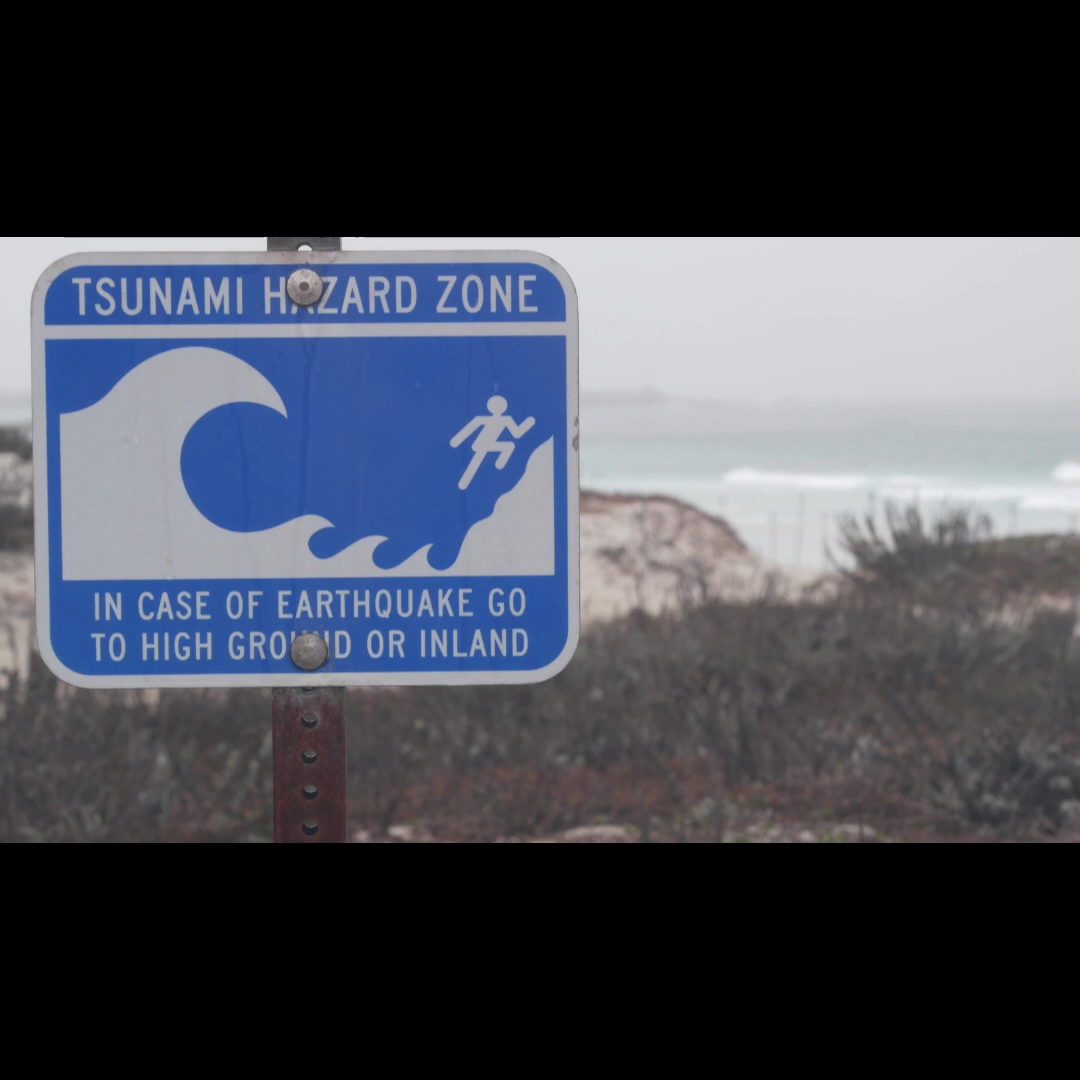 TSUNAMI HAZARD ZONE
IN CASE OF EARTHQUAKE GO
TO HIGH GROUND OR INLAND